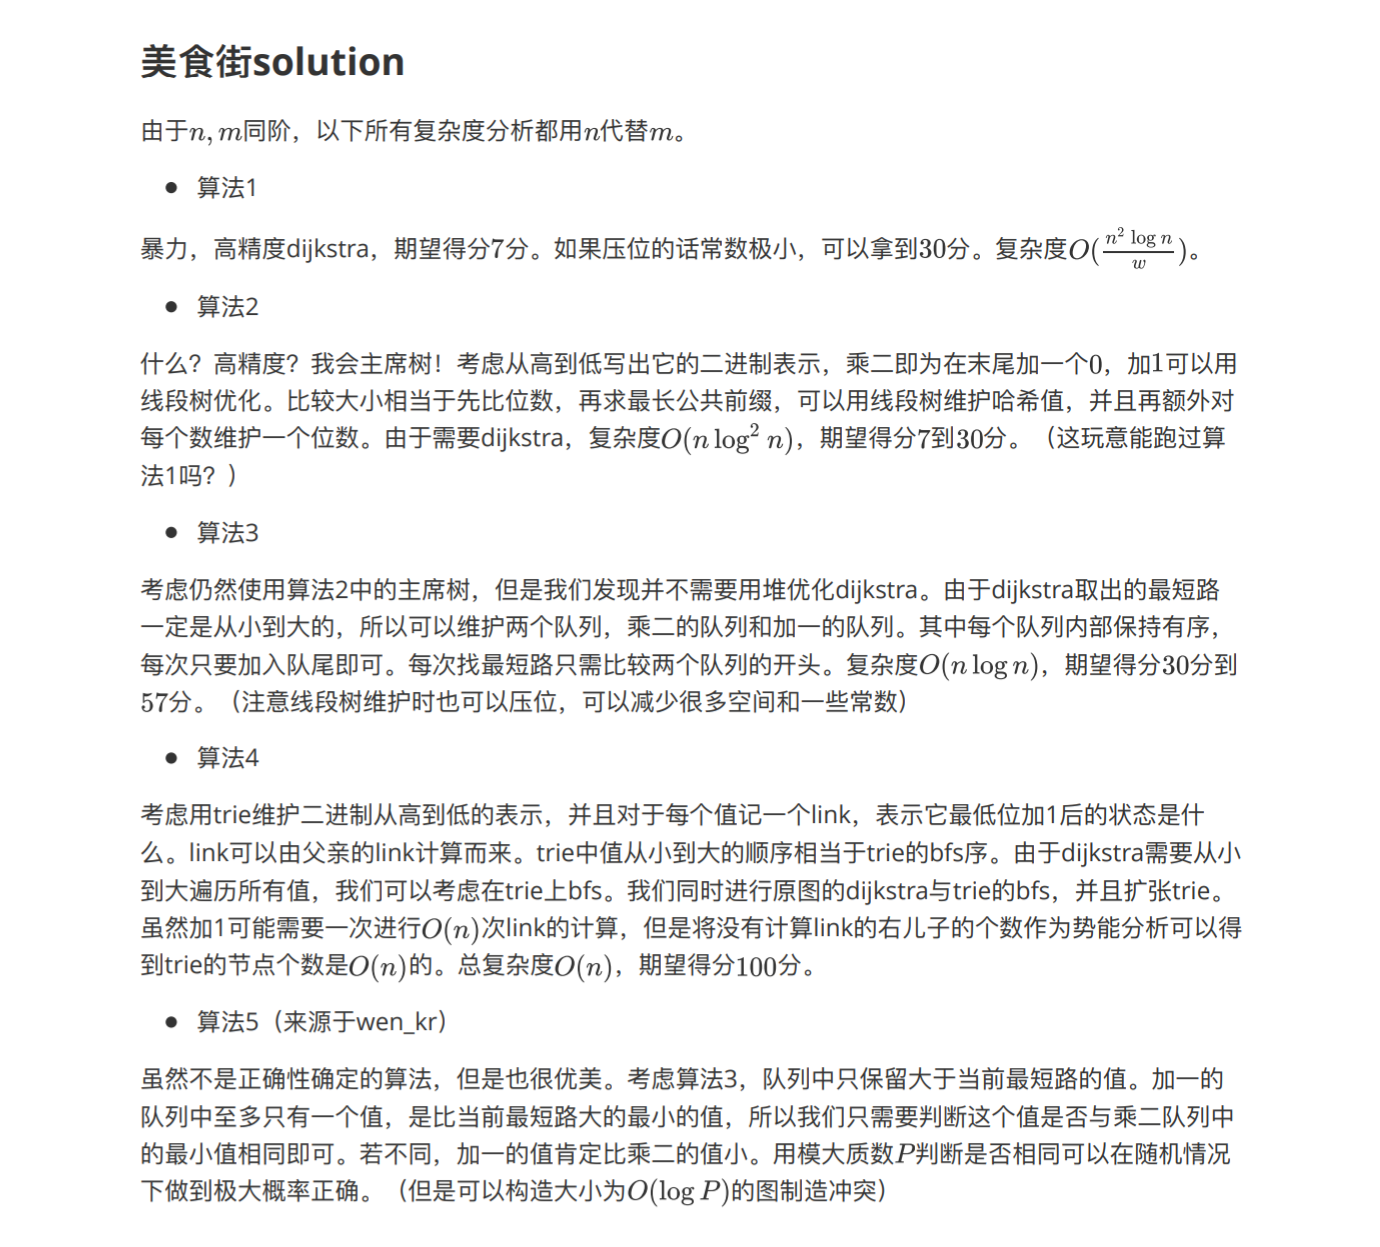 美食街solution
由于n, m同阶，以下所有复杂度分析都用n代替m。
• 算法1
暴力，高精度dijkstra，期望得分7分。如果压位的话常数极小，可以拿到30分。复杂度O(\frac{n^2 \log n}{w})。
• 算法2
什么？高精度？我会主席树！考虑从高到低写出它的二进制表示，乘二即为在末尾加一个0，加1可以用
线段树优化。比较大小相当于先比位数，再求最长公共前缀，可以用线段树维护哈希值，并且再额外对
每个数维护一个位数。由于需要dijkstra，复杂度O(n log² n)，期望得分7到30分。（这玩意能跑过算
法1吗？）
• 算法3
考虑仍然使用算法2中的主席树，但是我们发现并不需要用堆优化dijkstra。由于dijkstra取出的最短路
一定是从小到大的，所以可以维护两个队列，乘二的队列和加一的队列。其中每个队列内部保持有序，
每次只要加入队尾即可。每次找最短路只需比较两个队列的开头。复杂度O(n log n)，期望得分30分到
57分。（注意线段树维护时也可以压位，可以减少很多空间和一些常数）
• 算法4
考虑用trie维护二进制从高到低的表示，并且对于每个值记一个link，表示它最低位加1后的状态是什
么。link可以由父亲的link计算而来。trie中值从小到大的顺序相当于trie的bfs序。由于dijkstra需要从小
到大遍历所有值，我们可以考虑在trie上bfs。我们同时进行原图的dijkstra与trie的bfs，并且扩张trie。
虽然加1可能需要一次进行O(n)次link的计算，但是将没有计算link的右儿子的个数作为势能分析可以得
到trie的节点个数是O(n)的。总复杂度O(n)，期望得分100分。
• 算法5（来源于wen_kr）
虽然不是正确性确定的算法，但是也很优美。考虑算法3，队列中只保留大于当前最短路的值。加一的
队列中至多只有一个值，是比当前最短路大的最小的值，所以我们只需要判断这个值是否与乘二队列中
的最小值相同即可。若不同，加一的值肯定比乘二的值小。用模大质数P判断是否相同可以在随机情况
下做到极大概率正确。（但是可以构造大小为O(log P)的图制造冲突）